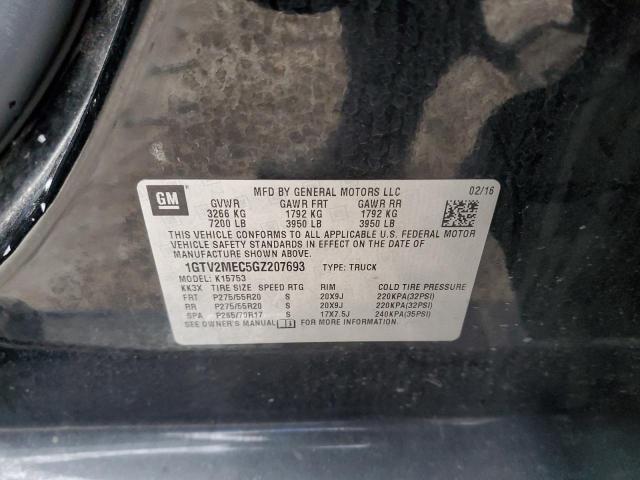 GM
MFD BY GENERAL MOTORS LLC 02/16
GVWR GAWR FRT GAWR RR
3266 KG 1792 KG 1792 KG
7200 LB 3950 LB 3950 LB
THIS VEHICLE CONFORMS TO ALL APPLICABLE U.S. FEDERAL MOTOR
VEHICLE SAFETY STANDARDS IN EFFECT ON THE DATE OF
MANUFACTURE SHOWN ABOVE.
1GTV2MEC5GZ207693 TYPE: TRUCK
MODEL: K15753
KK3X TIRE SIZE SPEED RTG RIM COLD TIRE PRESSURE
FRT P275/55R20 S 20X9J 220KPA(32PSI)
RR P275/55R20 S 20X9J 220KPA(32PSI)
SPA P265/70R17 S 17X7.5J 240KPA(35PSI)
SEE OWNER'S MANUAL FOR MORE INFORMATION.